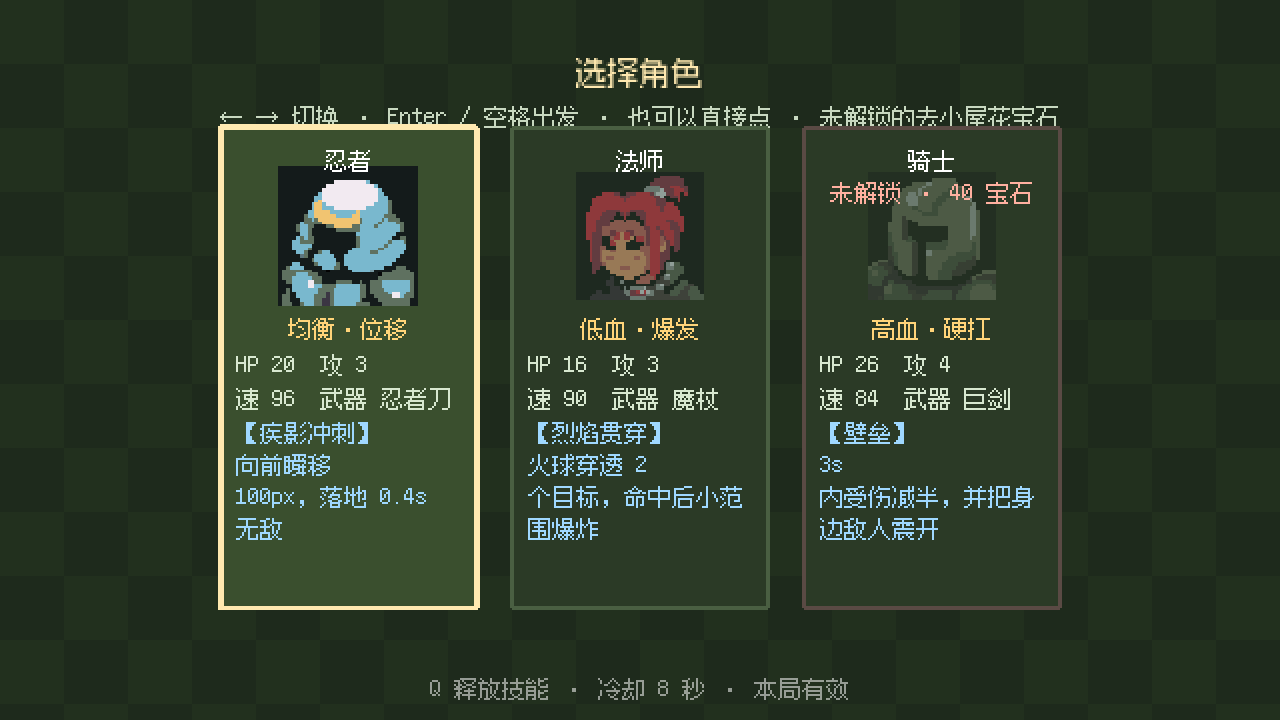 选择角色
← → 切换 · Enter / 空格出发 · 也可以直接点 · 未解锁的去小屋花宝石
忍者
均衡·位移
HP 20 攻 3
速 96 武器 忍者刀
【疾影冲刺】
向前瞬移
100px，落地 0.4s
无敌
法师
低血·爆发
HP 16 攻 3
速 90 武器 魔杖
【烈焰贯穿】
火球穿透 2
个目标，命中后小范
围爆炸
骑士
未解锁 · 40 宝石
高血·硬扛
HP 26 攻 4
速 84 武器 巨剑
【壁垒】
3s
内受伤减半，并把身
边敌人震开
Q 释放技能 · 冷却 8 秒 · 本局有效